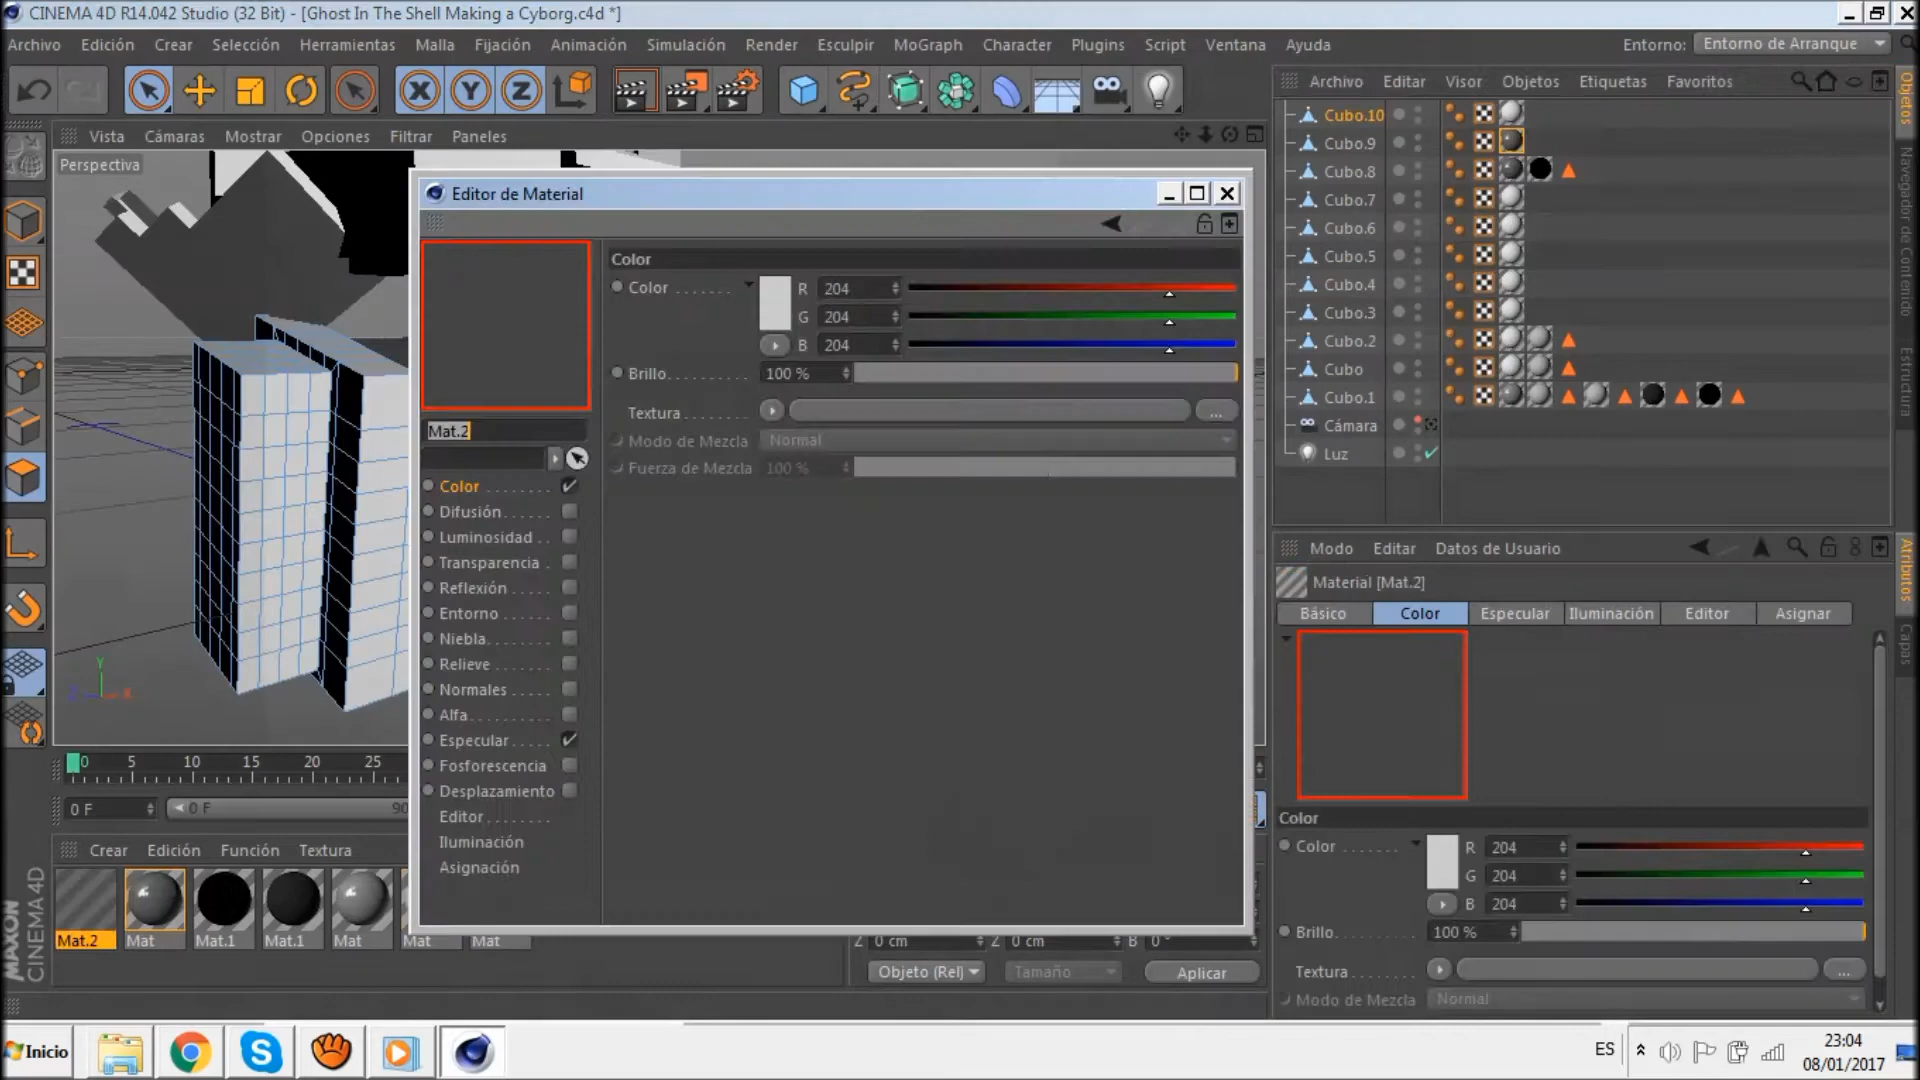 CINEMA 4D R14.042 Studio (32 Bit) - [Ghost In The Shell Making a Cyborg.c4d *]
Archivo Edición Crear Selección Herramientas Malla Fijación Animación Simulación Render Esculpir MoGraph Character Plugins Script Ventana Ayuda Entorno: Entorno de Arranque
X Y Z
Archivo Editar Visor Objetos Etiquetas Favoritos
Objetos
Navegador de Contenido
Estructura
Vista Cámaras Mostrar Opciones Filtrar Paneles
Perspectiva
Cubo.10
Cubo.9
Cubo.8
Cubo.7
Cubo.6
Cubo.5
Cubo.4
Cubo.3
Cubo.2
Cubo
Cubo.1
Cámara
Luz
Editor de Material
Color
Color R 204
G 204
B 204
Brillo 100 %
Textura ...
Modo de Mezcla Normal
Fuerza de Mezcla 100 %
Mat.2
Color
Difusión
Luminosidad
Transparencia
Reflexión
Entorno
Niebla
Relieve
Normales
Alfa
Especular
Fosforescencia
Desplazamiento
Editor
Iluminación
Asignación
Y
Z X
0 5 10 15 20 25
0 F 0 F 90
Crear Edición Función Textura
Mat.2 Mat Mat.1 Mat.1 Mat Mat Mat
MAXON
CINEMA 4D
Z 0 cm Z 0 cm B 0 °
Objeto (Rel) Tamaño Aplicar
Modo Editar Datos de Usuario
Atributos
Capas
Material [Mat.2]
Básico Color Especular Iluminación Editor Asignar
Color
Color R 204
G 204
B 204
Brillo 100 %
Textura ...
Modo de Mezcla Normal
Inicio
ES
23:04
08/01/2017